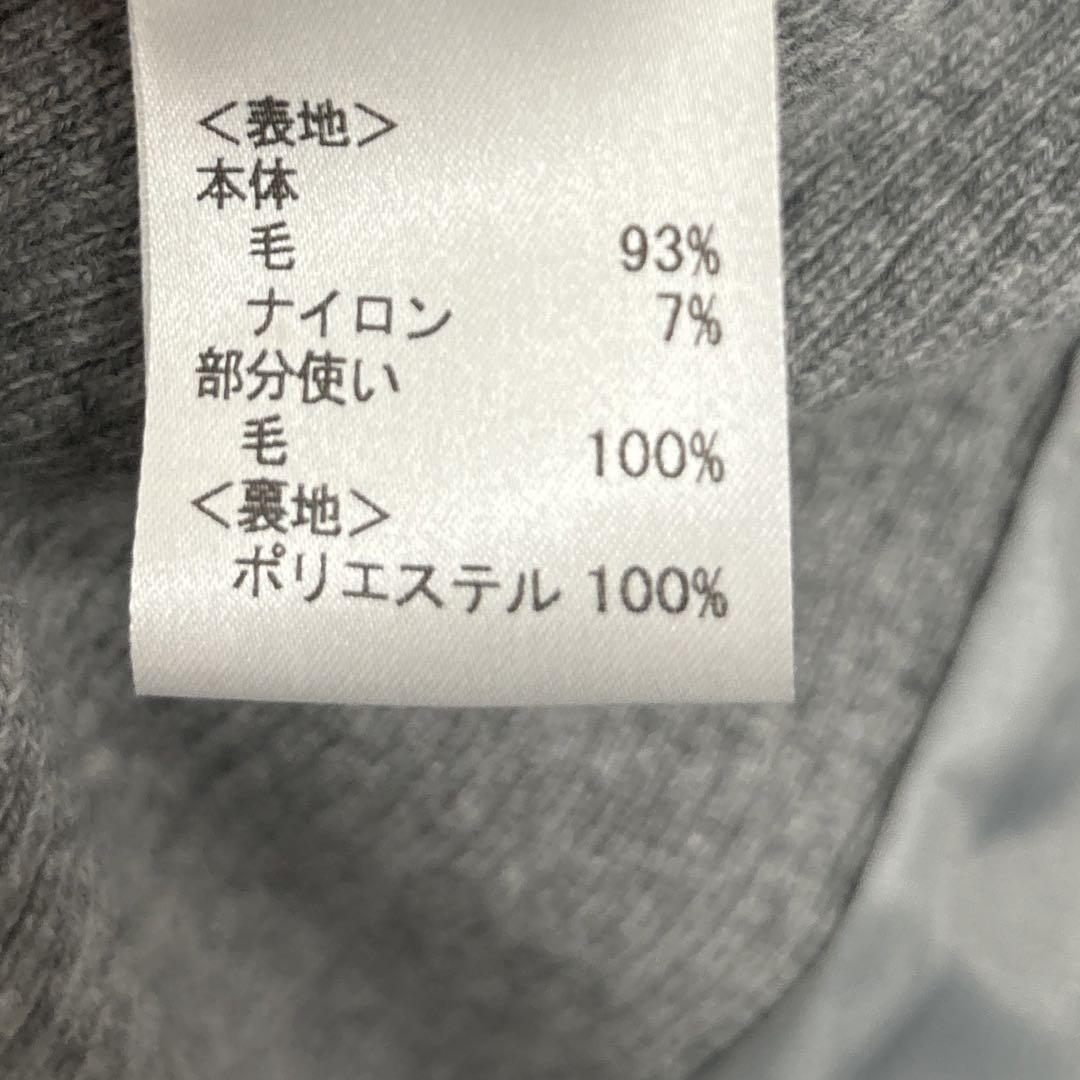 <表地>
本体
毛 93%
ナイロン 7%
部分使い
毛 100%
<裏地>
ポリエステル 100%